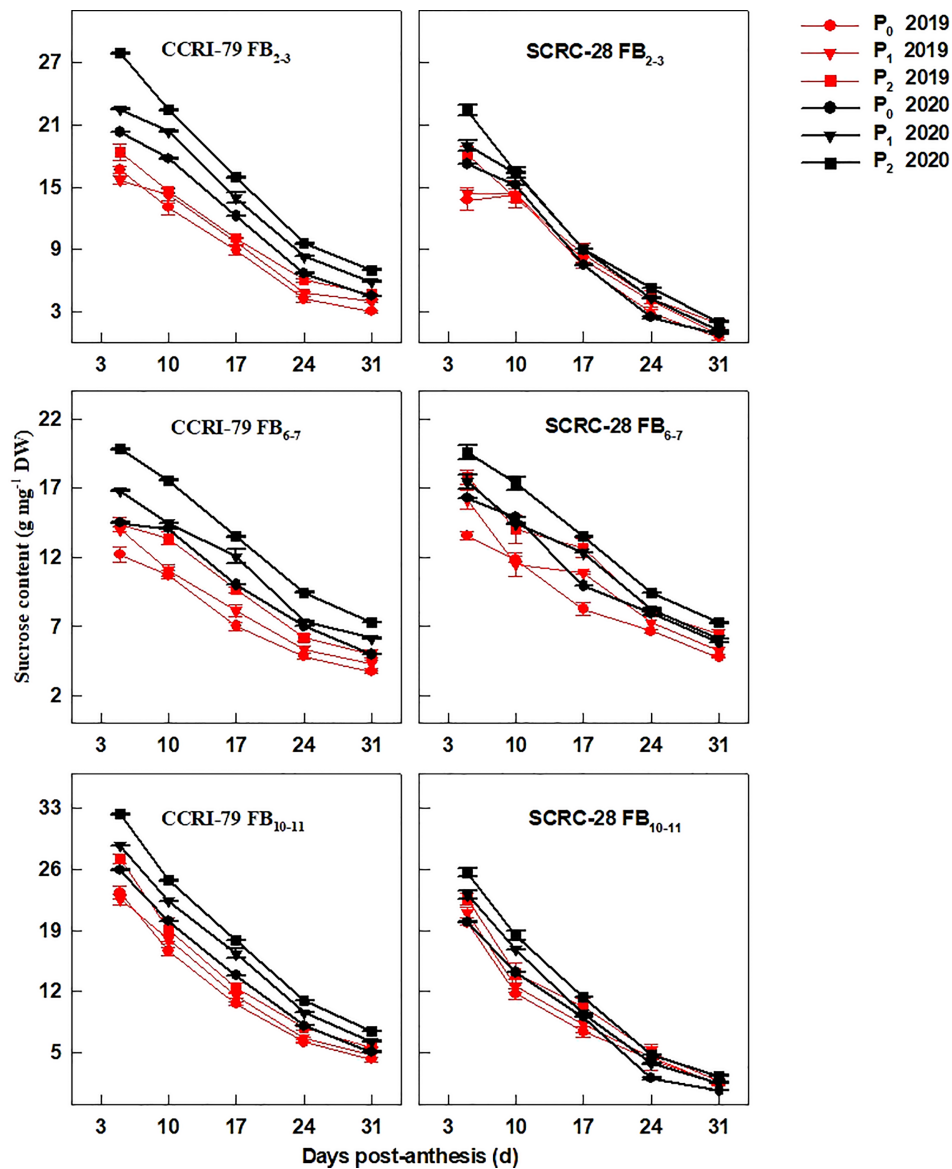 CCRI-79 FB2-3
SCRC-28 FB2-3
P0 2019
P1 2019
P2 2019
P0 2020
P1 2020
P2 2020
27
21
15
9
3
3 10 17 24 31
3 10 17 24 31
CCRI-79 FB6-7
SCRC-28 FB6-7
22
17
12
7
2
Sucrose content (g mg-1 DW)
3 10 17 24 31
3 10 17 24 31
CCRI-79 FB10-11
SCRC-28 FB10-11
33
26
19
12
5
3 10 17 24 31
3 10 17 24 31
Days post-anthesis (d)